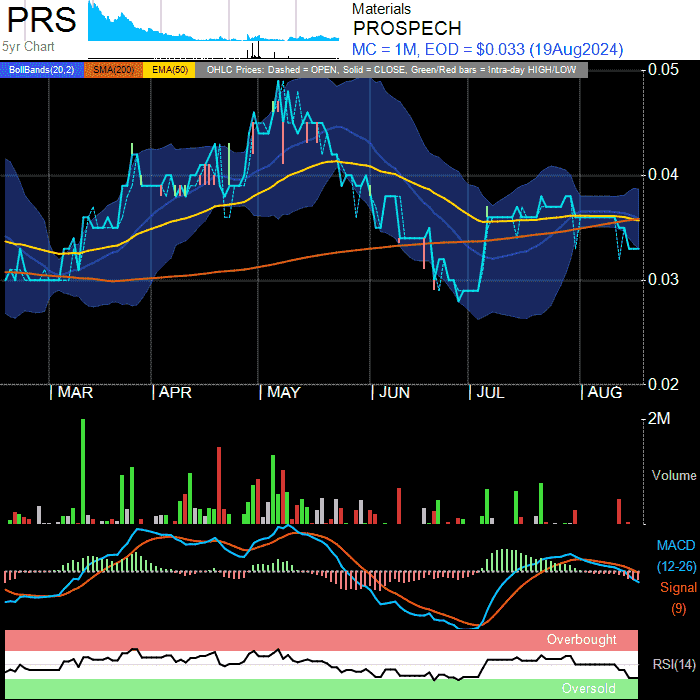 PRS
5yr Chart
Materials
PROSPECH
MC = 1M, EOD = $0.033 (19Aug2024)
BollBands(20,2) SMA(200) EMA(50) OHLC Prices: Dashed = OPEN, Solid = CLOSE, Green/Red bars = Intra-day HIGH/LOW
0.05
0.04
0.03
0.02
MAR APR MAY JUN JUL AUG
2M
Volume
MACD
(12-26)
Signal
(9)
Overbought
RSI(14)
Oversold